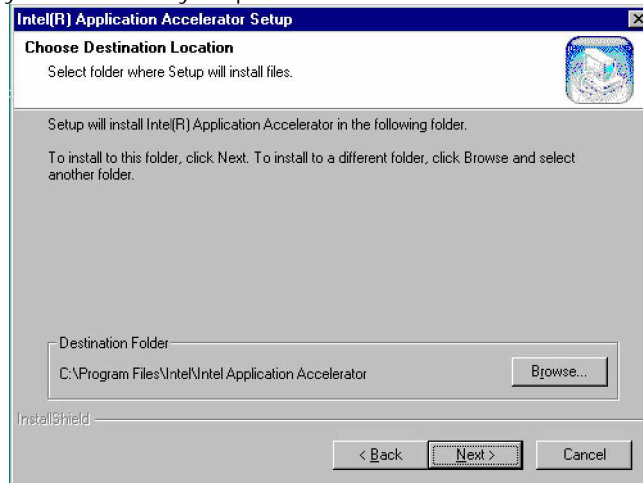 Intel(R) Application Accelerator Setup
Choose Destination Location
Select folder where Setup will install files.
Setup will install Intel(R) Application Accelerator in the following folder.
To install to this folder, click Next. To install to a different folder, click Browse and select
another folder.
Destination Folder
C:\Program Files\Intel\Intel Application Accelerator
Browse...
InstallShield
< Back
Next >
Cancel